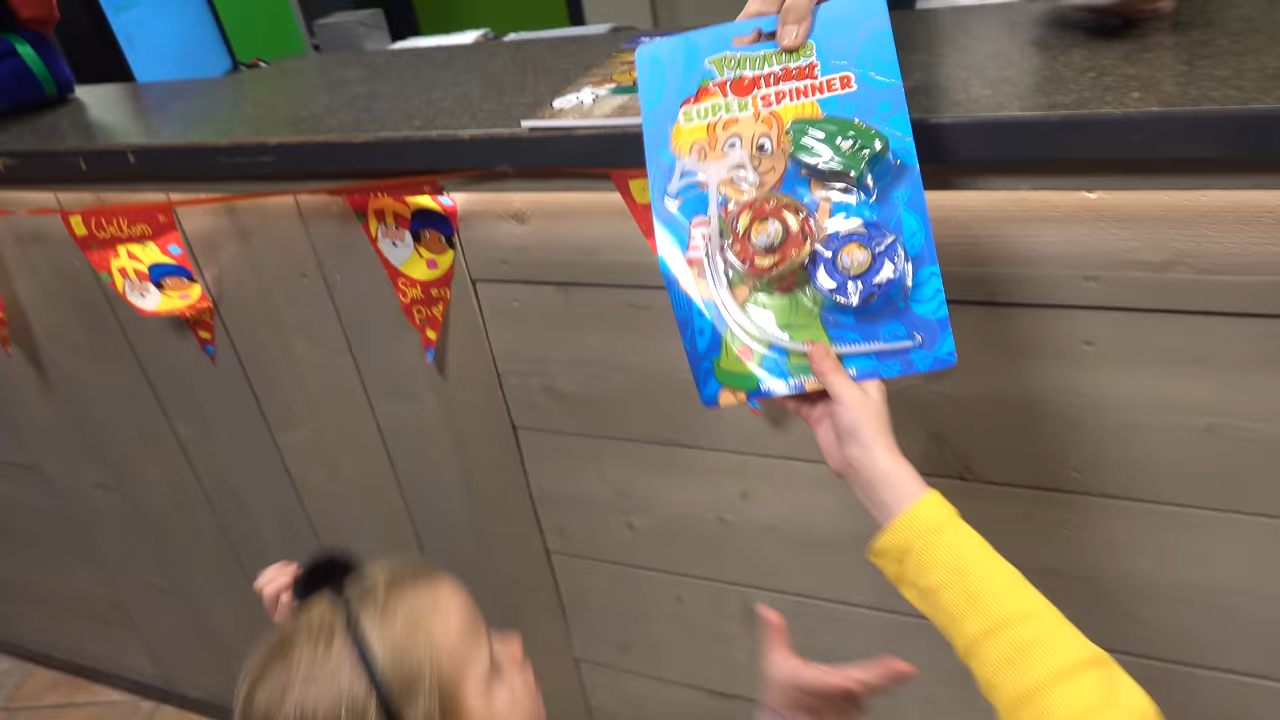 Tommie
Tomaat
SUPER SPINNER
Welkom
Sint en
Piet